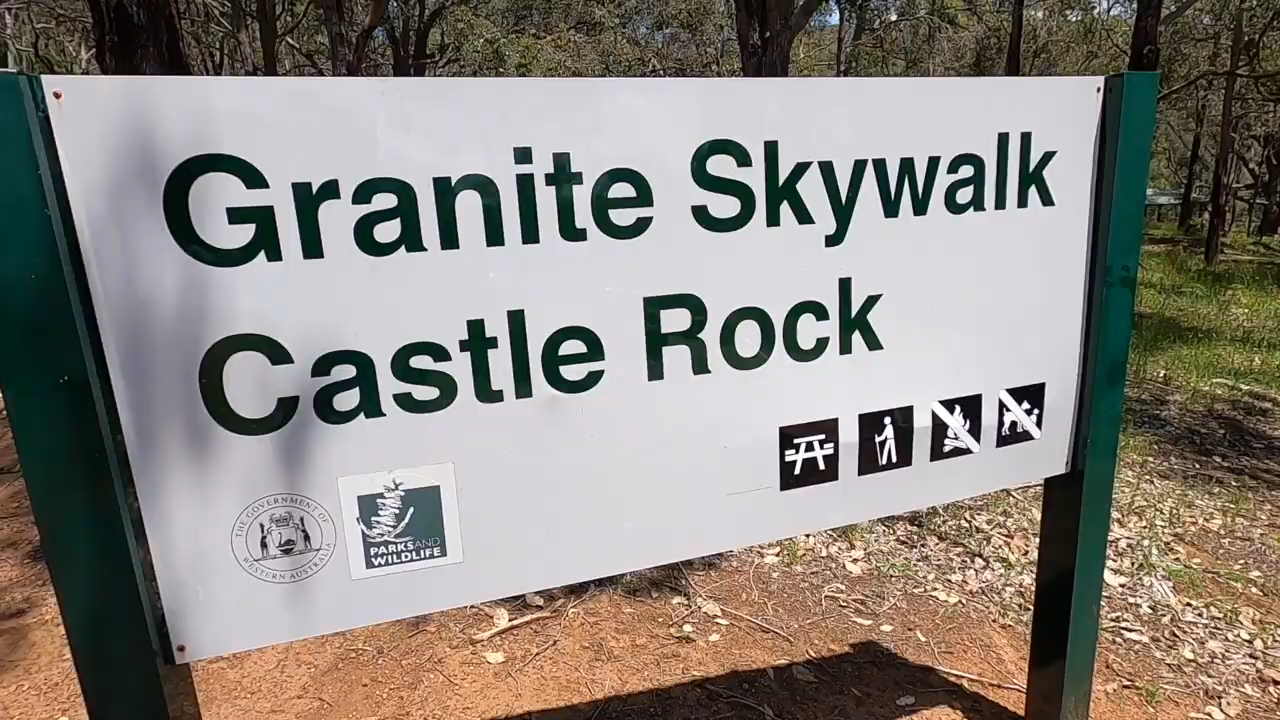 Granite Skywalk
Castle Rock
THE GOVERNMENT OF
WESTERN AUSTRALIA
PARKS AND
WILDLIFE